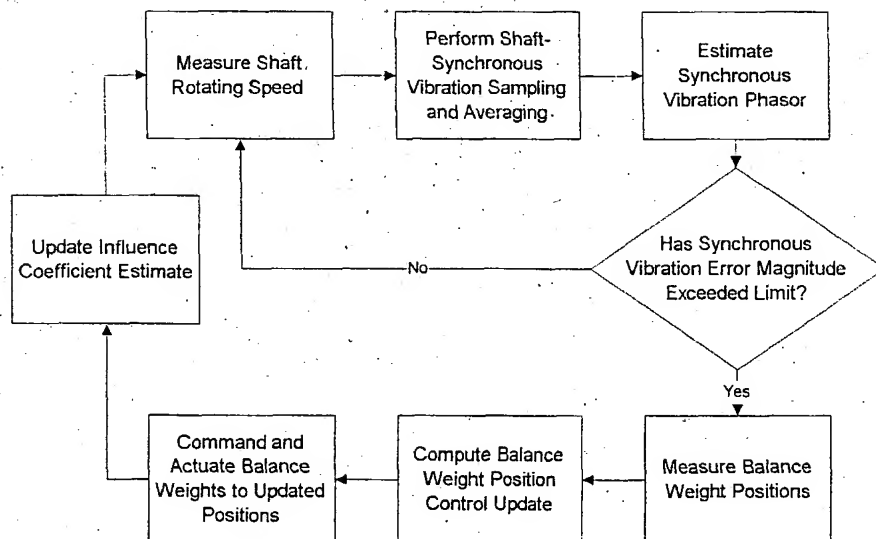 Measure Shaft
Rotating Speed
Perform Shaft-
Synchronous
Vibration Sampling
and Averaging
Estimate
Synchronous
Vibration Phasor
Has Synchronous
Vibration Error Magnitude
Exceeded Limit?
No
Yes
Measure Balance
Weight Positions
Compute Balance
Weight Position
Control Update
Command and
Actuate Balance
Weights to Updated
Positions
Update Influence
Coefficient Estimate